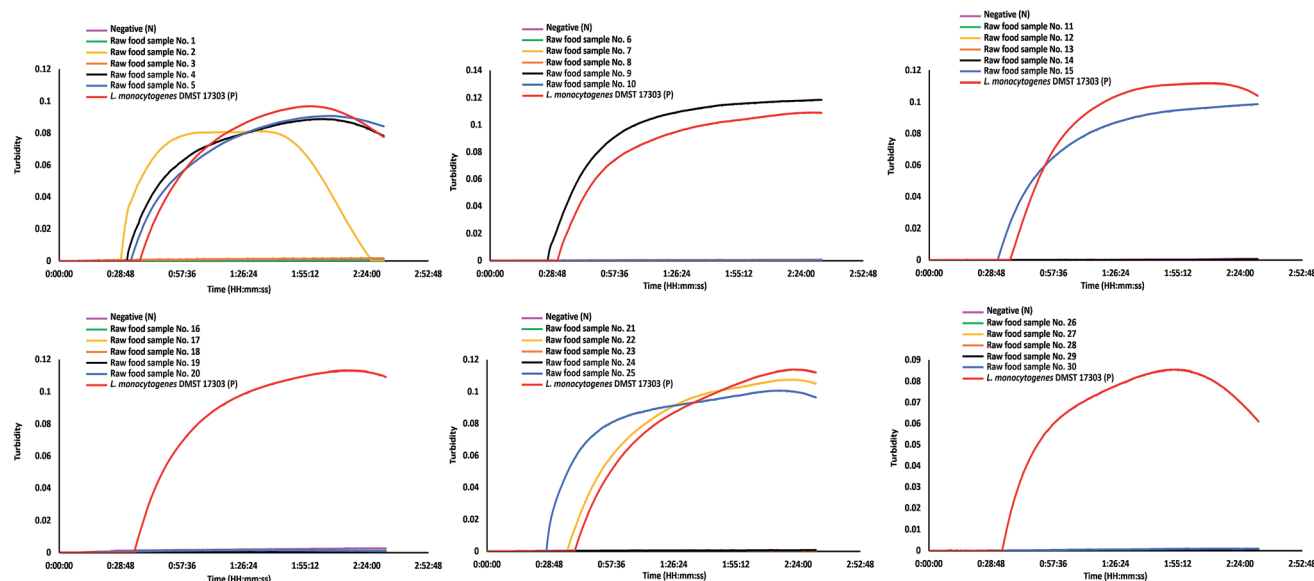 Negative (N)
Raw food sample No. 1
Raw food sample No. 2
Raw food sample No. 3
Raw food sample No. 4
Raw food sample No. 5
L. monocytogenes DMST 17303 (P)
0.12
0.1
0.08
0.06
0.04
0.02
0
Turbidity
0:00:00 0:28:48 0:57:36 1:26:24 1:55:12 2:24:00 2:52:48
Time (HH:mm:ss)
Negative (N)
Raw food sample No. 6
Raw food sample No. 7
Raw food sample No. 8
Raw food sample No. 9
Raw food sample No. 10
L. monocytogenes DMST 17303 (P)
0.14
0.12
0.1
0.08
0.06
0.04
0.02
0
Turbidity
0:00:00 0:28:48 0:57:36 1:26:24 1:55:12 2:24:00 2:52:48
Time (HH:mm:ss)
Negative (N)
Raw food sample No. 11
Raw food sample No. 12
Raw food sample No. 13
Raw food sample No. 14
Raw food sample No. 15
L. monocytogenes DMST 17303 (P)
0.12
0.1
0.08
0.06
0.04
0.02
0
Turbidity
0:00:00 0:28:48 0:57:36 1:26:24 1:55:12 2:24:00 2:52:48
Time (HH:mm:ss)
Negative (N)
Raw food sample No. 16
Raw food sample No. 17
Raw food sample No. 18
Raw food sample No. 19
Raw food sample No. 20
L. monocytogenes DMST 17303 (P)
0.12
0.1
0.08
0.06
0.04
0.02
0
Turbidity
0:00:00 0:28:48 0:57:36 1:26:24 1:55:12 2:24:00 2:52:48
Time (HH:mm:ss)
Negative (N)
Raw food sample No. 21
Raw food sample No. 22
Raw food sample No. 23
Raw food sample No. 24
Raw food sample No. 25
L. monocytogenes DMST 17303 (P)
0.12
0.1
0.08
0.06
0.04
0.02
0
Turbidity
0:00:00 0:28:48 0:57:36 1:26:24 1:55:12 2:24:00 2:52:48
Time (HH:mm:ss)
Negative (N)
Raw food sample No. 26
Raw food sample No. 27
Raw food sample No. 28
Raw food sample No. 29
Raw food sample No. 30
L. monocytogenes DMST 17303 (P)
0.09
0.08
0.07
0.06
0.05
0.04
0.03
0.02
0.01
0
Turbidity
0:00:00 0:28:48 0:57:36 1:26:24 1:55:12 2:24:00 2:52:48
Time (HH:mm:ss)